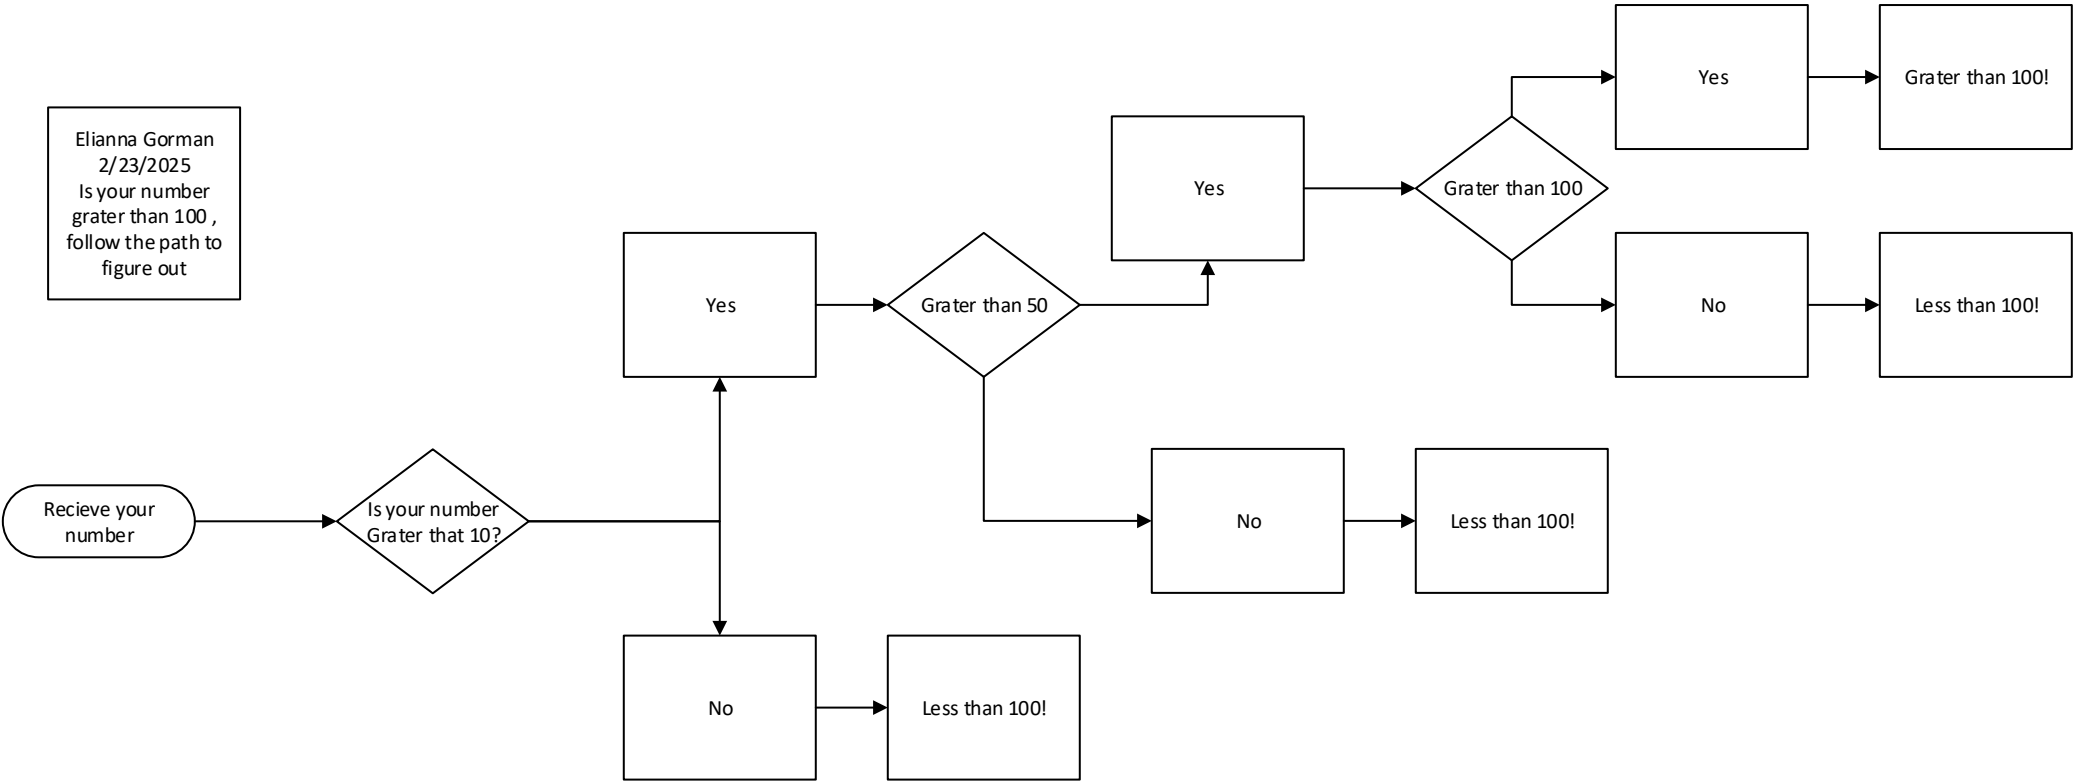 Elianna Gorman
2/23/2025
Is your number
grater than 100 ,
follow the path to
figure out
Recieve your
number
Is your number
Grater that 10?
Yes
Grater than 50
Yes
Grater than 100
Yes
Grater than 100!
No
Less than 100!
No
Less than 100!
No
Less than 100!